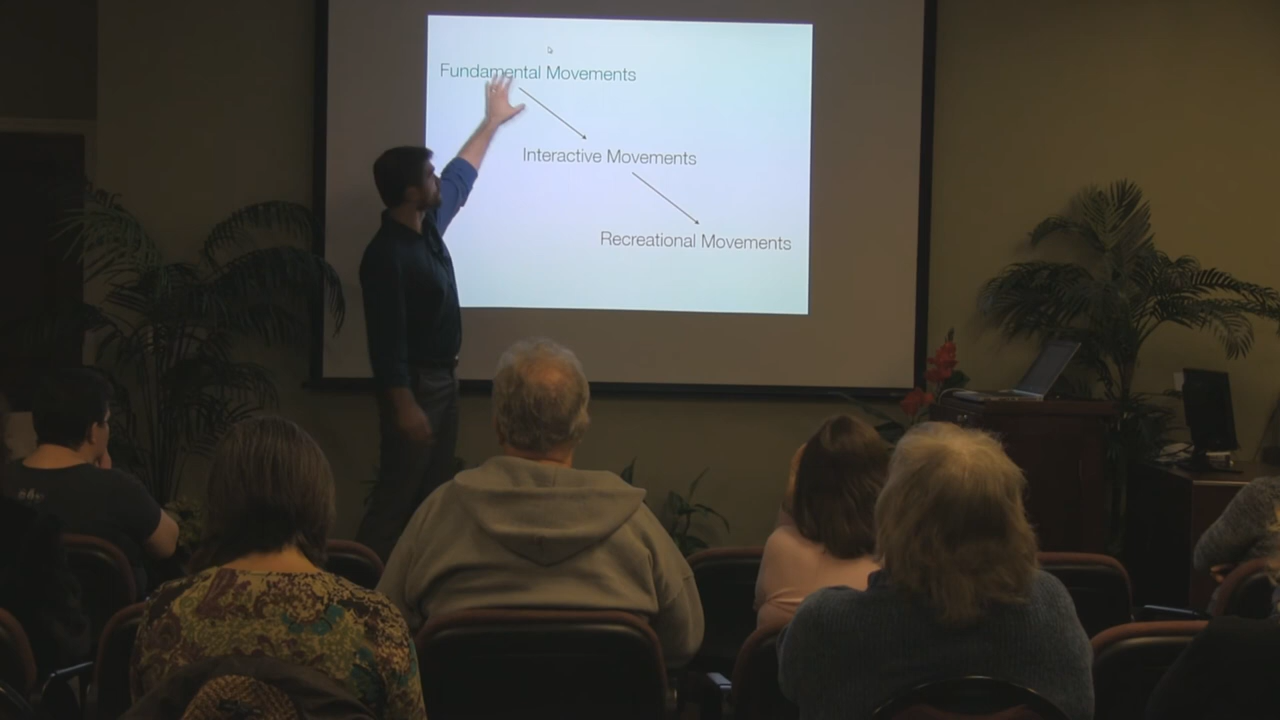 Fundamental Movements
Interactive Movements
Recreational Movements